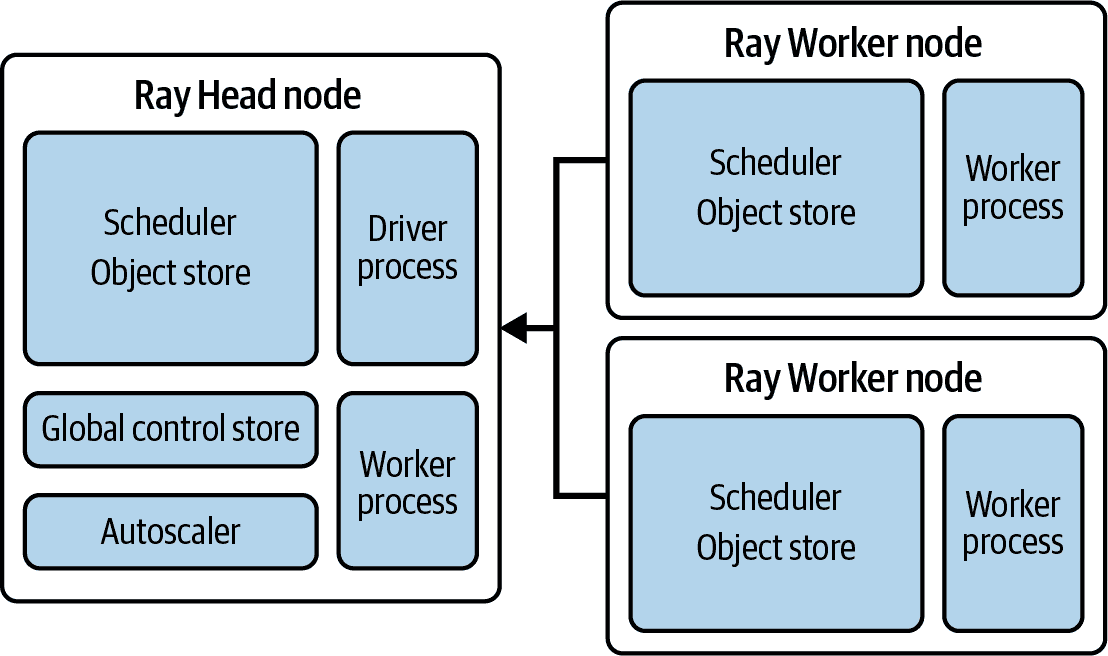 Ray Head node
Scheduler
Object store
Driver
process
Global control store
Autoscaler
Worker
process
Ray Worker node
Scheduler
Object store
Worker
process
Ray Worker node
Scheduler
Object store
Worker
process